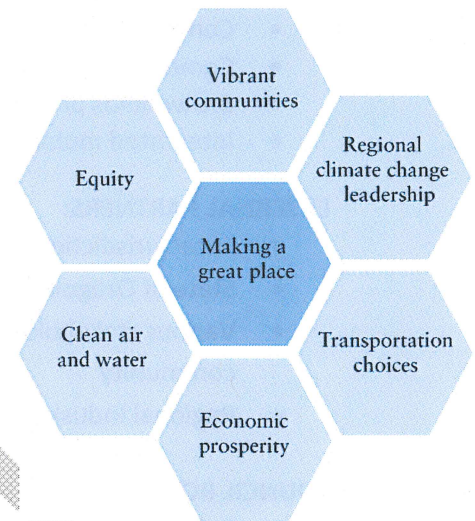 Vibrant
communities
Regional
climate change
leadership
Equity
Making a
great place
Clean air
and water
Transportation
choices
Economic
prosperity